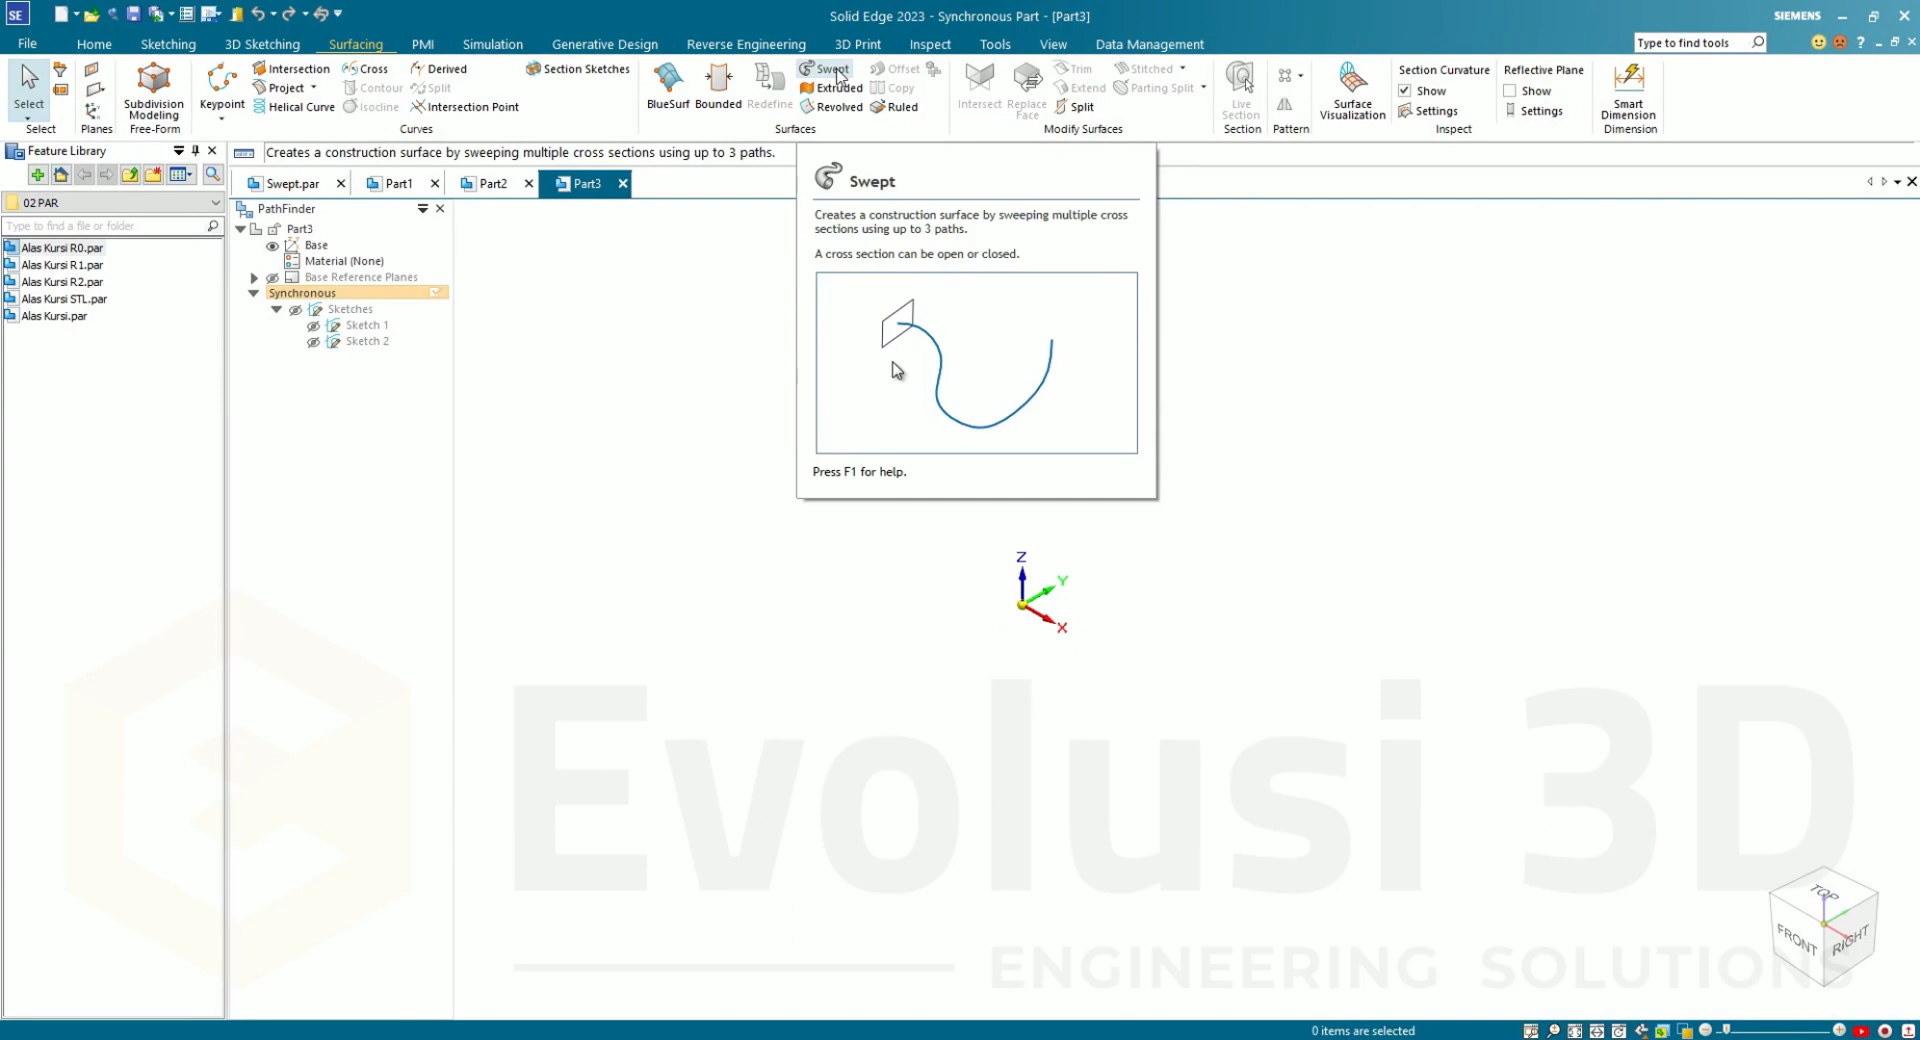 SE
Solid Edge 2023 - Synchronous Part - [Part3]
SIEMENS
File
Home
Sketching
3D Sketching
Surfacing
PMI
Simulation
Generative Design
Reverse Engineering
3D Print
Inspect
Tools
View
Data Management
Type to find tools
Select
Select
Planes
Subdivision
Modeling
Free-Form
Keypoint
Intersection
Project
Helical Curve
Cross
Contour
Isocline
Derived
Split
Intersection Point
Curves
Section Sketches
BlueSurf
Bounded
Redefine
Swept
Extruded
Revolved
Offset
Copy
Ruled
Surfaces
Intersect
Replace
Face
Trim
Extend
Split
Stitched
Parting Split
Modify Surfaces
Live
Section
Section
Pattern
Surface
Visualization
Section Curvature
Show
Settings
Reflective Plane
Show
Settings
Inspect
Smart
Dimension
Dimension
Feature Library
02 PAR
Type to find a file or folder
Alas Kursi R0.par
Alas Kursi R1.par
Alas Kursi R2.par
Alas Kursi STL.par
Alas Kursi.par
Creates a construction surface by sweeping multiple cross sections using up to 3 paths.
Swept.par
Part1
Part2
Part3
PathFinder
Part3
Base
Material (None)
Base Reference Planes
Synchronous
Sketches
Sketch 1
Sketch 2
Swept
Creates a construction surface by sweeping multiple cross
sections using up to 3 paths.
A cross section can be open or closed.
Press F1 for help.
Z
Y
X
Evolusi 3D
ENGINEERING SOLUTIONS
TOP
FRONT
RIGHT
0 items are selected